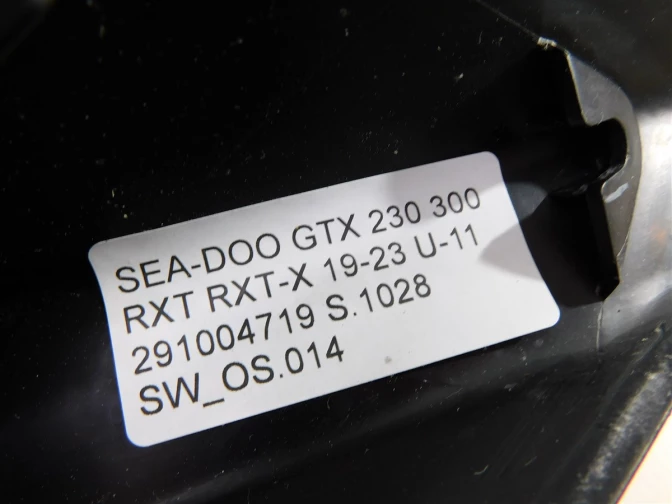 SEA-DOO GTX 230 300
RXT RXT-X 19-23 U-11
291004719 S.1028
SW_OS.014